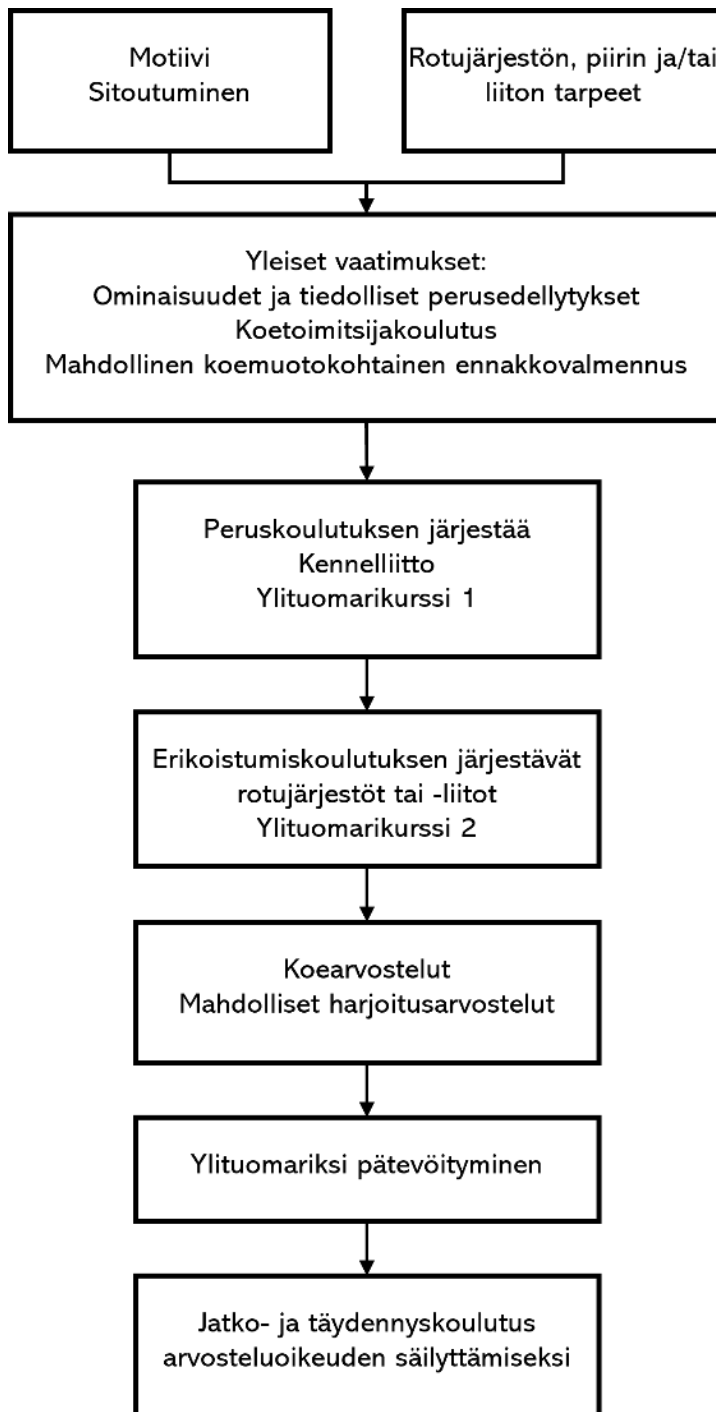 Motiivi
Sitoutuminen
Rotujärjestön, piirin ja/tai
liiton tarpeet
Yleiset vaatimukset:
Ominaisuudet ja tiedolliset perusedellytykset
Koetoimitsijakoulutus
Mahdollinen koemuotokohtainen ennakkovalmennus
Peruskoulutuksen järjestää
Kennelliitto
Ylituomarikurssi 1
Erikoistumiskoulutuksen järjestävät
rotujärjestöt tai -liitot
Ylituomarikurssi 2
Koearvostelut
Mahdolliset harjoitusarvostelut
Ylituomariksi pätevöityminen
Jatko- ja täydennyskoulutus
arvosteluoikeuden säilyttämiseksi